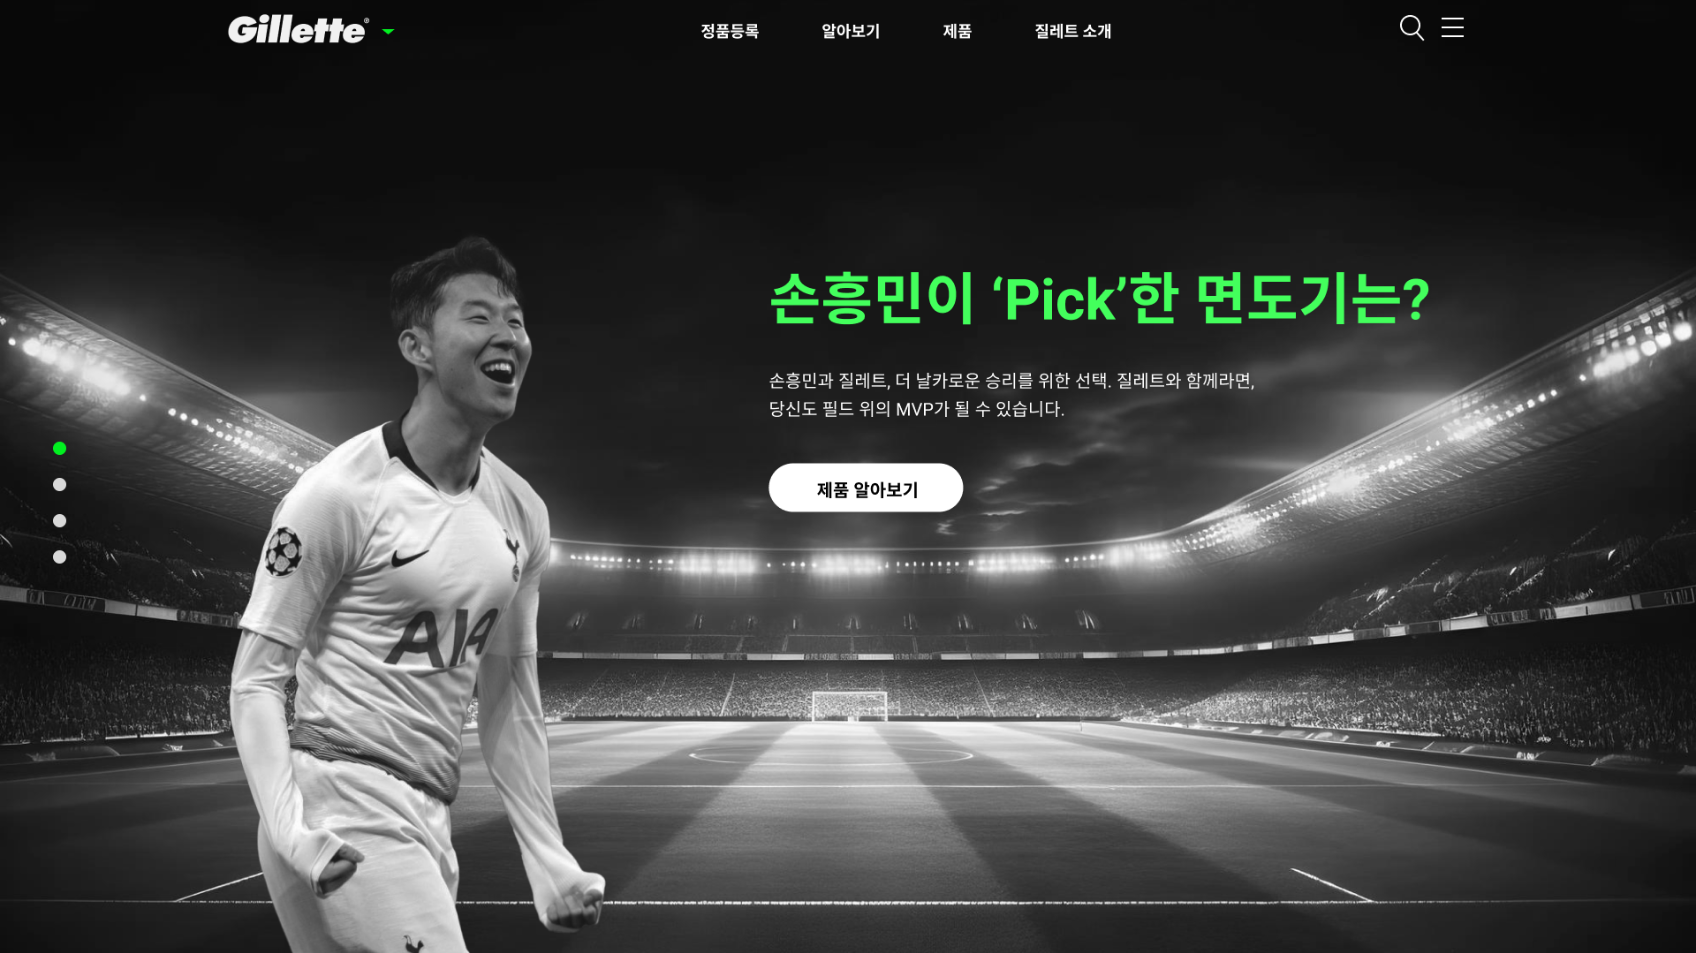 Gillette®
정품등록
알아보기
제품
질레트 소개
손흥민이 ‘Pick’한 면도기는?
손흥민과 질레트, 더 날카로운 승리를 위한 선택. 질레트와 함께라면,
당신도 필드 위의 MVP가 될 수 있습니다.
제품 알아보기
AIA